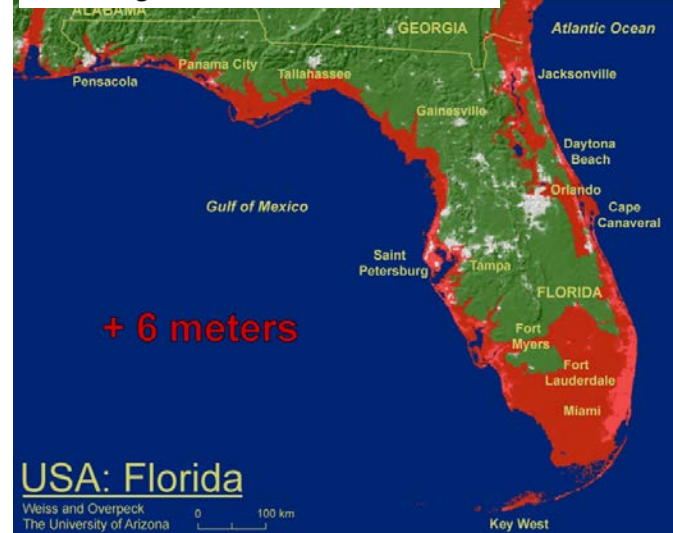 ALABAMA
GEORGIA
Atlantic Ocean
Pensacola
Panama City
Tallahassee
Jacksonville
Gainesville
Daytona
Beach
Orlando
Cape
Canaveral
Gulf of Mexico
Saint
Petersburg
Tampa
FLORIDA
+ 6 meters
Fort
Myers
Fort
Lauderdale
Miami
USA: Florida
Weiss and Overpeck
The University of Arizona
0 100 km
Key West